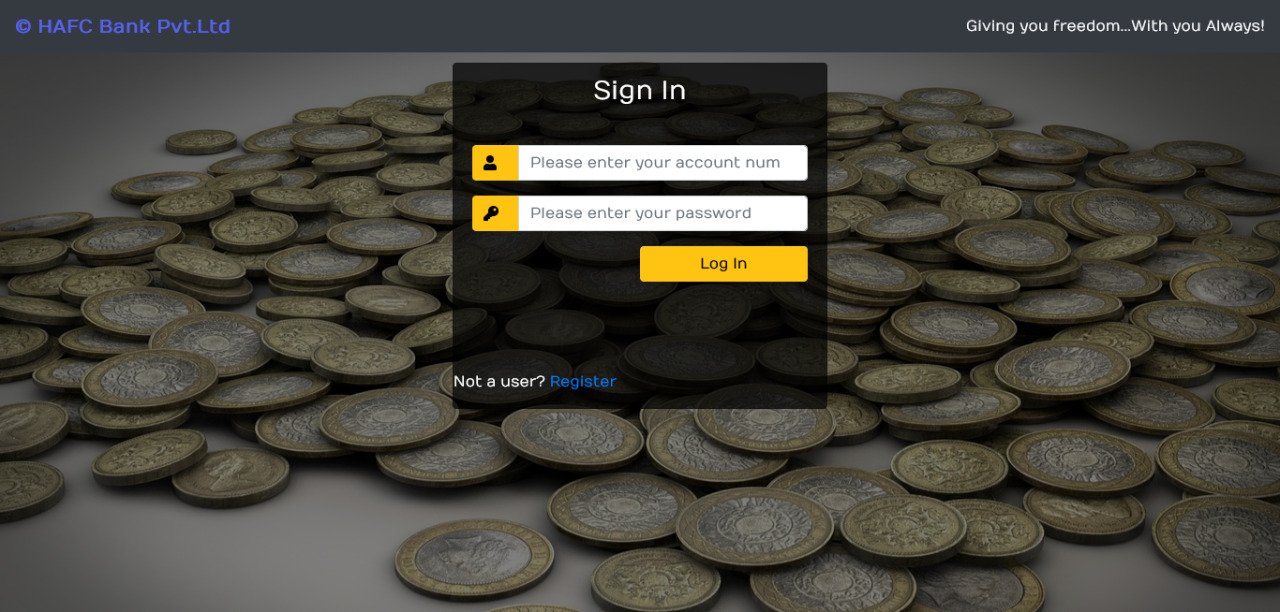 © HAFC Bank Pvt.Ltd
Giving you freedom...With you Always!
Sign In
Please enter your account num
Please enter your password
Log In
Not a user? Register